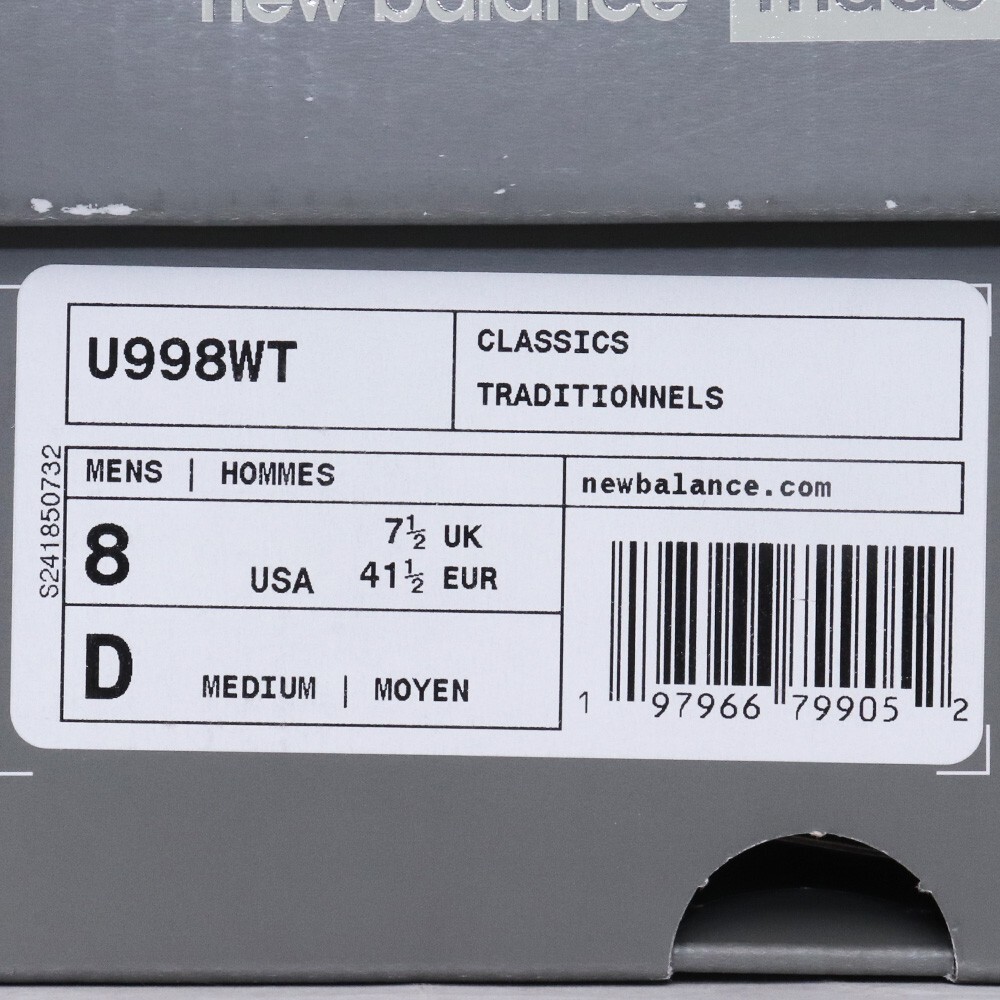 new balance made
U998WT
CLASSICS
TRADITIONNELS
S241850732
MENS | HOMMES
newbalance.com
8
7½ UK
USA 41½ EUR
D
MEDIUM | MOYEN
1 97966 79905 2